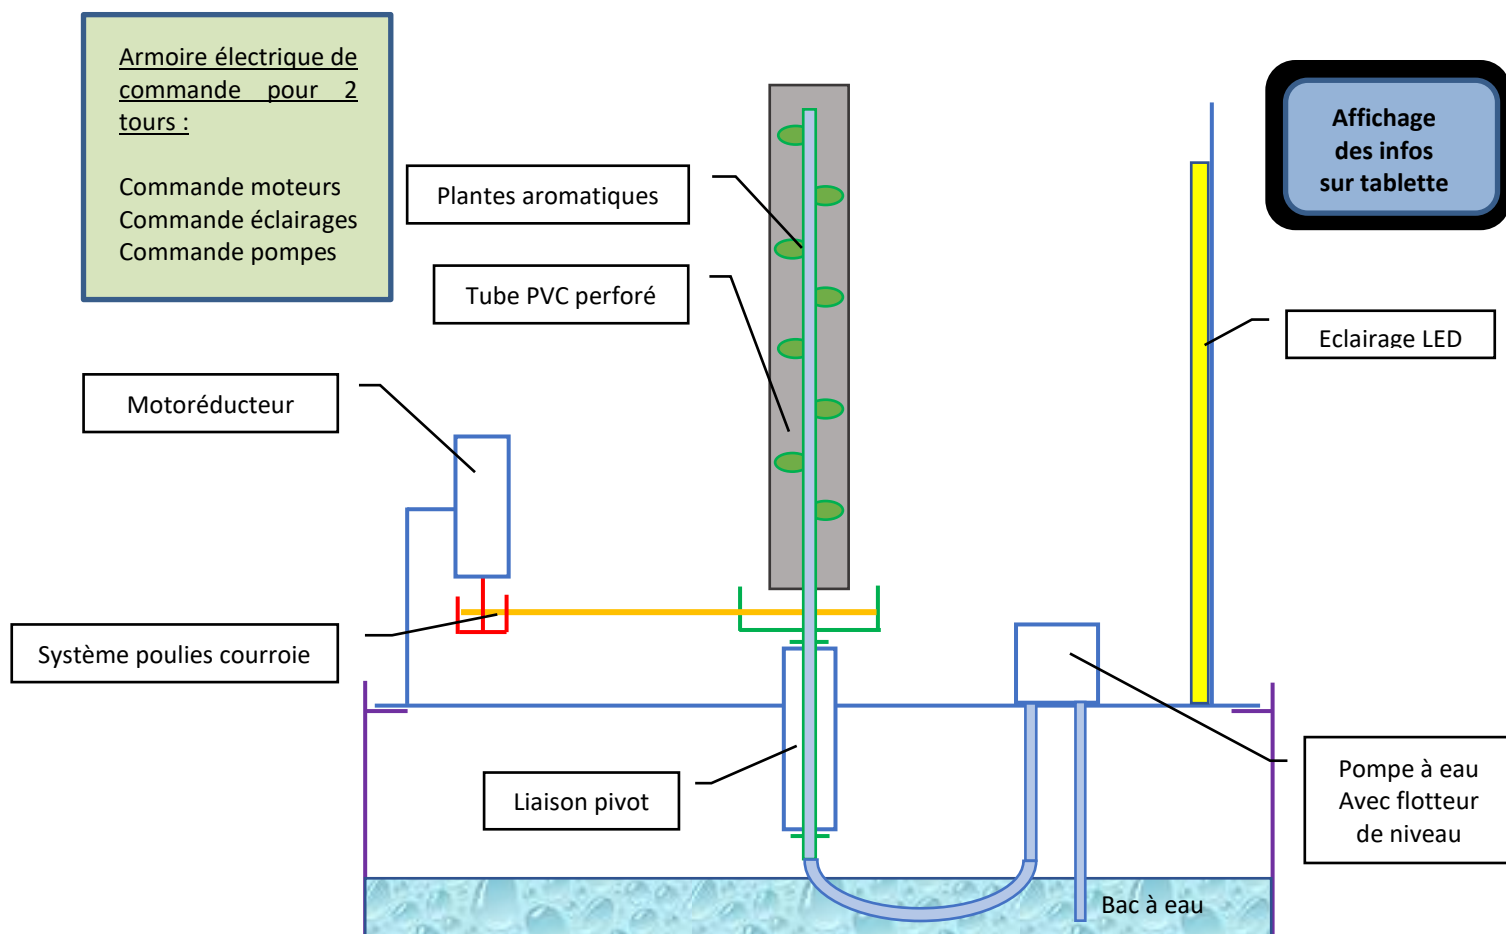 Armoire électrique de
commande pour 2
tours :
Commande moteurs
Commande éclairages
Commande pompes
Affichage
des infos
sur tablette
Plantes aromatiques
Tube PVC perforé
Eclairage LED
Motoréducteur
Système poulies courroie
Liaison pivot
Pompe à eau
Avec flotteur
de niveau
Bac à eau